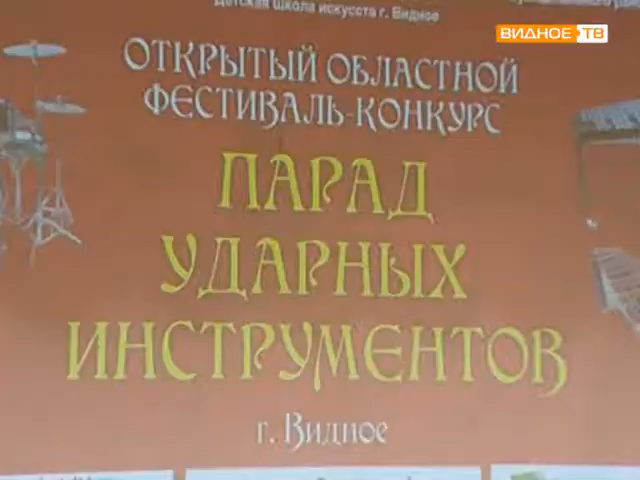 Детская школа искусств г. Видное
ВИДНОЕ ТВ
ОТКРЫТЫЙ ОБЛАСТНОЙ
ФЕСТИВАЛЬ-КОНКУРС
ПАРАД
УДАРНЫХ
ИНСТРУМЕНТОВ
г. Видное